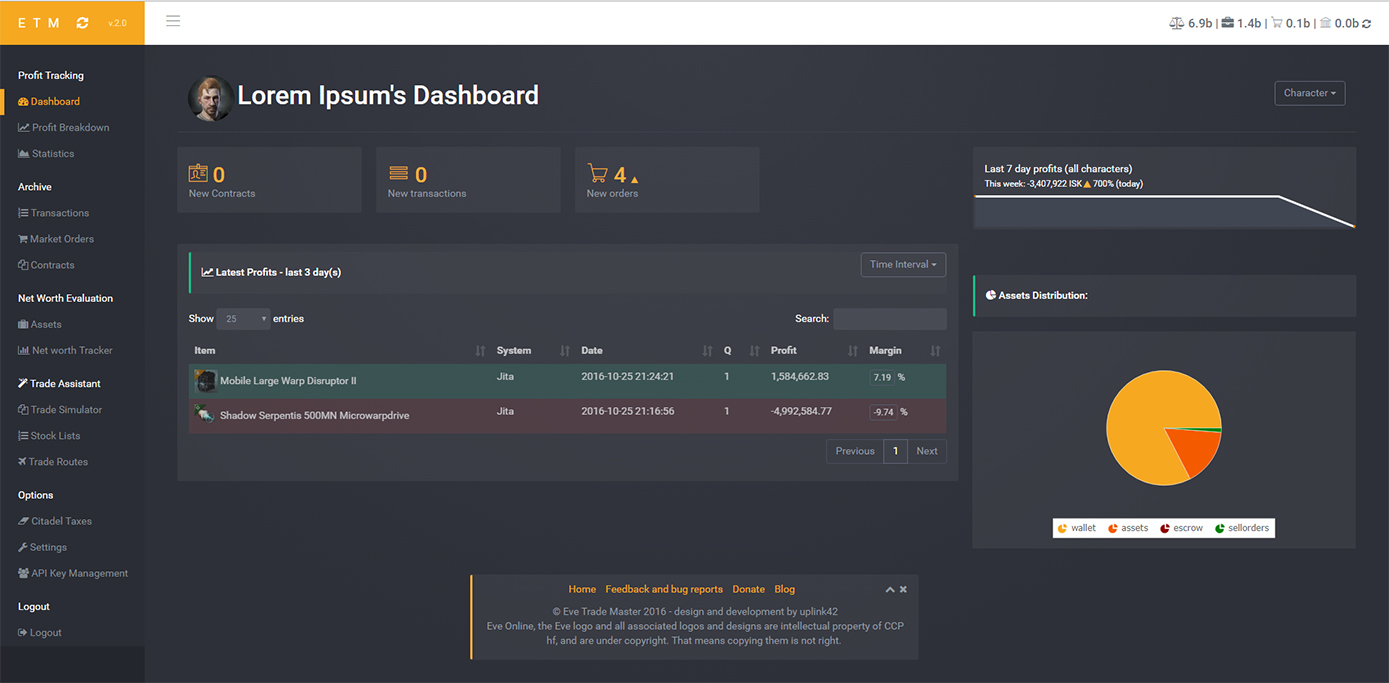 E T M v.2.0
6.9b | 1.4b | 0.1b | 0.0b
Profit Tracking
Dashboard
Profit Breakdown
Statistics
Archive
Transactions
Market Orders
Contracts
Net Worth Evaluation
Assets
Net worth Tracker
Trade Assistant
Trade Simulator
Stock Lists
Trade Routes
Options
Citadel Taxes
Settings
API Key Management
Logout
Logout
Lorem Ipsum's Dashboard
Character
0
New Contracts
0
New transactions
4
New orders
Last 7 day profits (all characters)
This week: -3,407,922 ISK 700% (today)
Latest Profits - last 3 day(s)
Time Interval
Show 25 entries
Search:
Item System Date Q Profit Margin
Mobile Large Warp Disruptor II Jita 2016-10-25 21:24:21 1 1,584,662.83 7.19 %
Shadow Serpentis 500MN Microwarpdrive Jita 2016-10-25 21:16:56 1 -4,992,584.77 -9.74 %
Previous 1 Next
Assets Distribution:
wallet assets escrow sellorders
Home Feedback and bug reports Donate Blog
© Eve Trade Master 2016 - design and development by uplink42
Eve Online, the Eve logo and all associated logos and designs are intellectual property of CCP
hf, and are under copyright. That means copying them is not right.